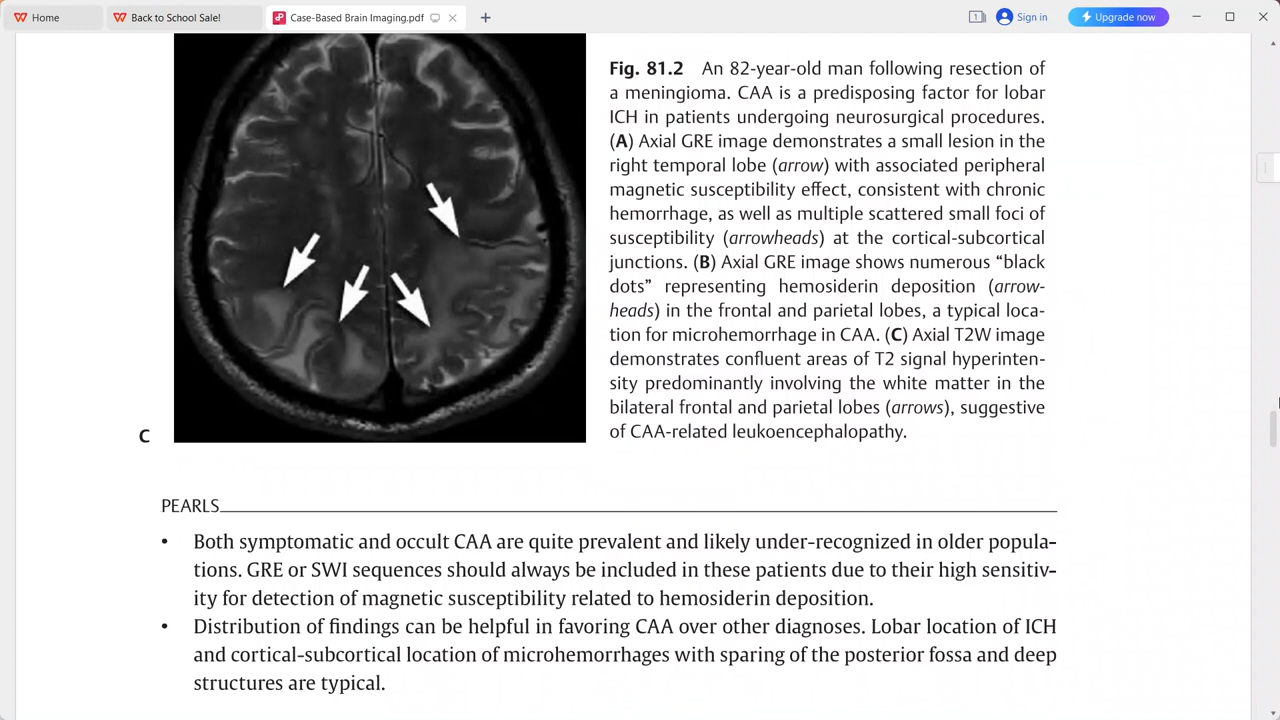 Home
Back to School Sale!
Case-Based Brain Imaging.pdf
1
Sign in
Upgrade now
Fig. 81.2 An 82-year-old man following resection of
a meningioma. CAA is a predisposing factor for lobar
ICH in patients undergoing neurosurgical procedures.
(A) Axial GRE image demonstrates a small lesion in the
right temporal lobe (arrow) with associated peripheral
magnetic susceptibility effect, consistent with chronic
hemorrhage, as well as multiple scattered small foci of
susceptibility (arrowheads) at the cortical-subcortical
junctions. (B) Axial GRE image shows numerous “black
dots” representing hemosiderin deposition (arrow-
heads) in the frontal and parietal lobes, a typical loca-
tion for microhemorrhage in CAA. (C) Axial T2W image
demonstrates confluent areas of T2 signal hyperinten-
sity predominantly involving the white matter in the
bilateral frontal and parietal lobes (arrows), suggestive
of CAA-related leukoencephalopathy.
C
PEARLS
• Both symptomatic and occult CAA are quite prevalent and likely under-recognized in older popula-
tions. GRE or SWI sequences should always be included in these patients due to their high sensitiv-
ity for detection of magnetic susceptibility related to hemosiderin deposition.
• Distribution of findings can be helpful in favoring CAA over other diagnoses. Lobar location of ICH
and cortical-subcortical location of microhemorrhages with sparing of the posterior fossa and deep
structures are typical.